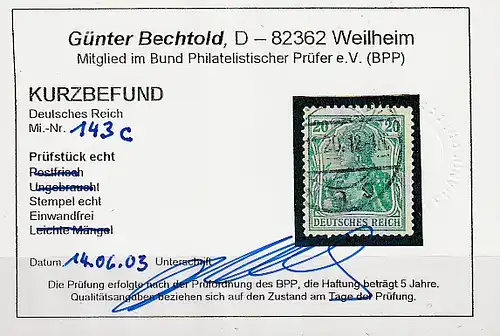 Günter Bechtold, D – 82362 Weilheim
Mitglied im Bund Philatelistischer Prüfer e.V. (BPP)
KURZBEFUND
Deutsches Reich
Mi.-Nr. 143c
Prüfstück echt
Postfrisch
Ungebraucht
Stempel echt
Einwandfrei
Leichte Mängel
20 20
DEUTSCHES REICH
Datum 14.06.03 Unterschrift
Die Prüfung erfolgte nach der Prüfordnung des BPP, die Haftung beträgt 5 Jahre.
Qualitätsangaben beziehen sich auf den Zustand am Tage der Prüfung.